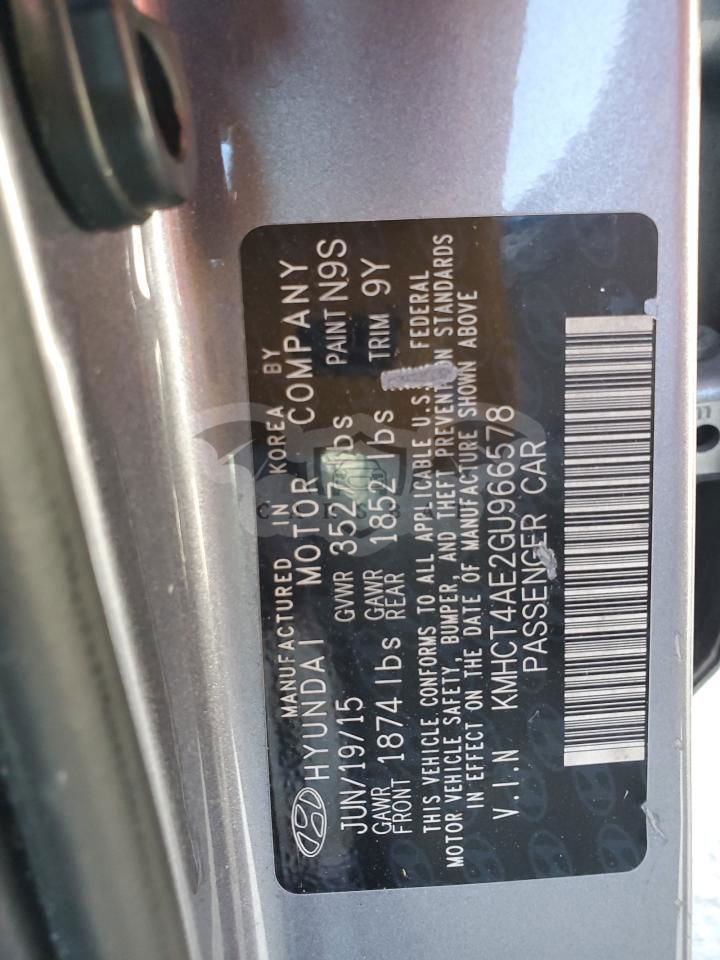 MANUFACTURED IN KOREA BY
HYUNDAI MOTOR COMPANY
JUN/19/15 GVWR 3527 lbs PAINT N9S
GAWR FRONT 1874 lbs GAWR REAR 1852 lbs TRIM 9Y
THIS VEHICLE CONFORMS TO ALL APPLICABLE U.S. FEDERAL
MOTOR VEHICLE SAFETY, BUMPER, AND THEFT PREVENTION STANDARDS
IN EFFECT ON THE DATE OF MANUFACTURE SHOWN ABOVE
V.I.N KMHCT4AE2GU966578
PASSENGER CAR